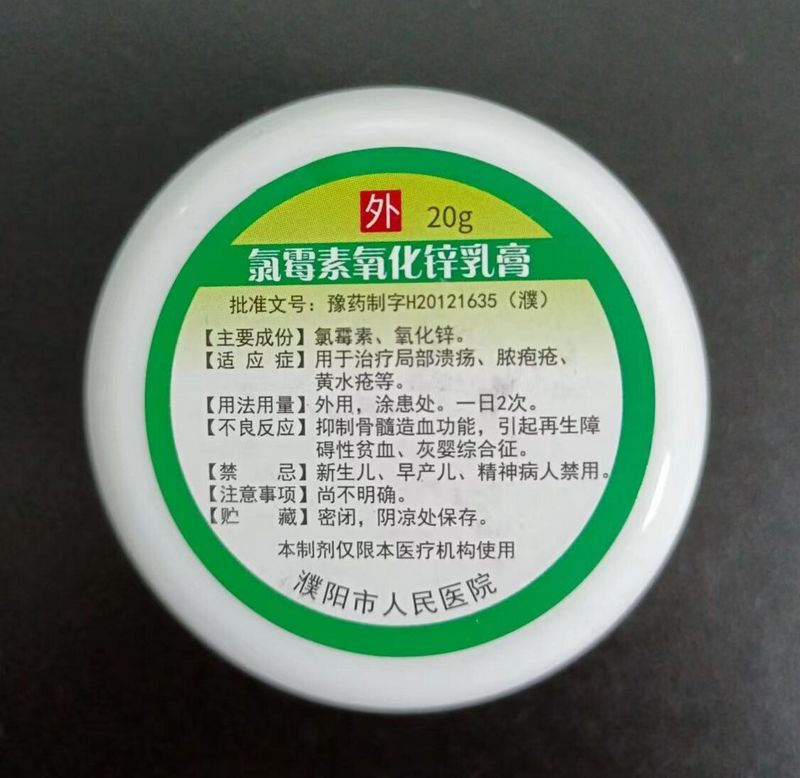 外 20g
氯霉素氧化锌乳膏
批准文号：豫药制字H20121635（濮）
【主要成份】氯霉素、氧化锌。
【适 应 症】用于治疗局部溃疡、脓疱疮、
黄水疮等。
【用法用量】外用，涂患处。一日2次。
【不良反应】抑制骨髓造血功能，引起再生障
碍性贫血、灰婴综合征。
【禁 忌】新生儿、早产儿、精神病人禁用。
【注意事项】尚不明确。
【贮 藏】密闭，阴凉处保存。
本制剂仅限本医疗机构使用
濮阳市人民医院